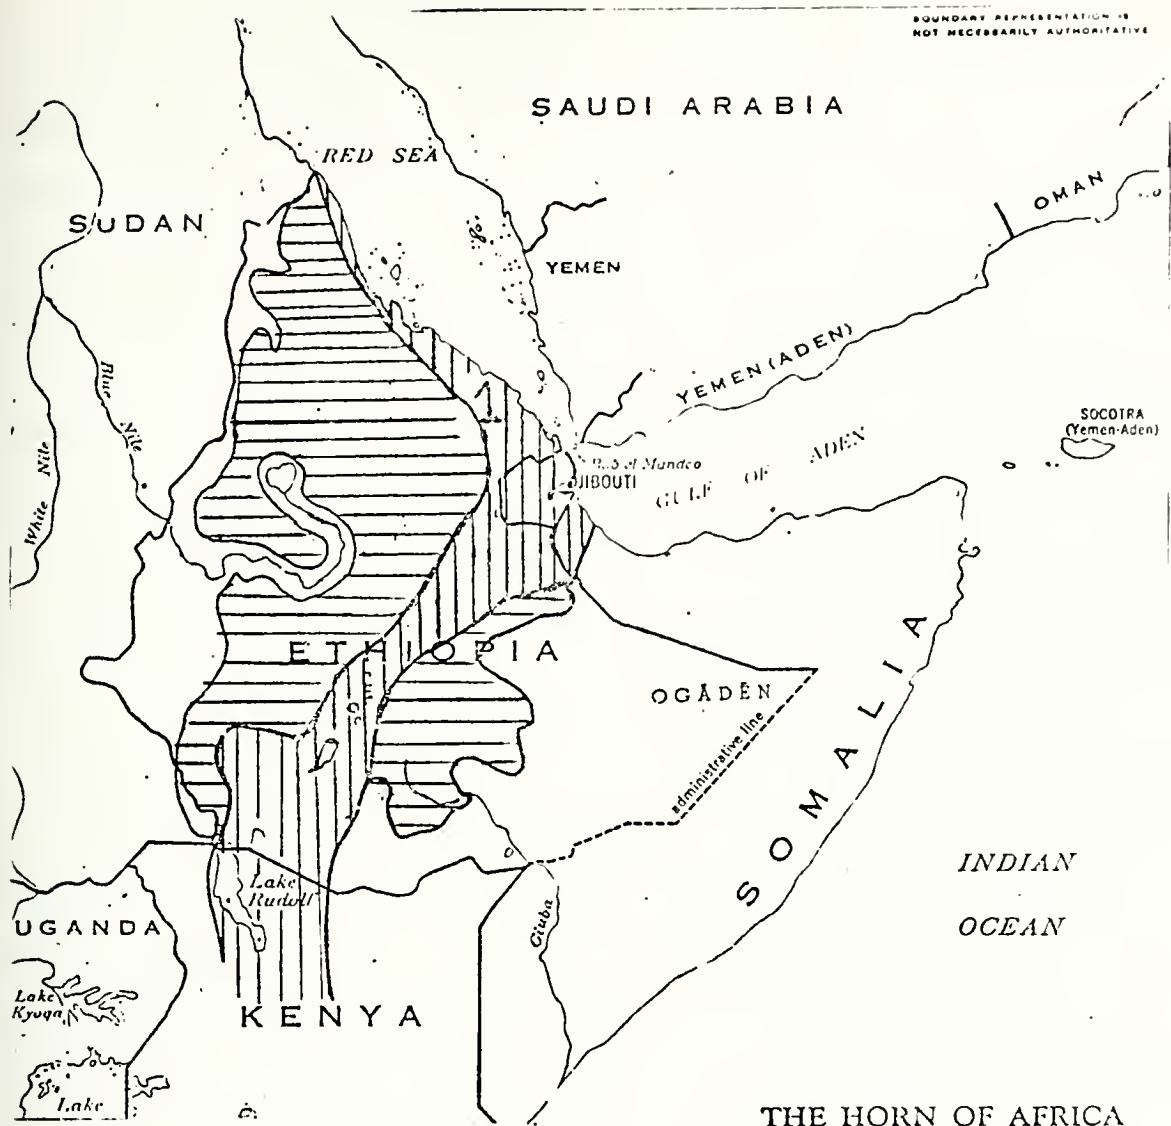 BOUNDARY REPRESENTATION IS
NOT NECESSARILY AUTHORITATIVE
SAUDI ARABIA
RED SEA
OMAN
SUDAN
YEMEN
YEMEN (ADEN)
Blue
Nile
SOCOTRA
(Yemen-Aden)
White Nile
GULF OF ADEN
DJIBOUTI
ETHIOPIA
OGĀDĒN
administrative line
SOMALIA
INDIAN
OCEAN
Lake
Rudolf
Giuba
UGANDA
Lake
Kyoga
KENYA
Lake
THE HORN OF AFRICA